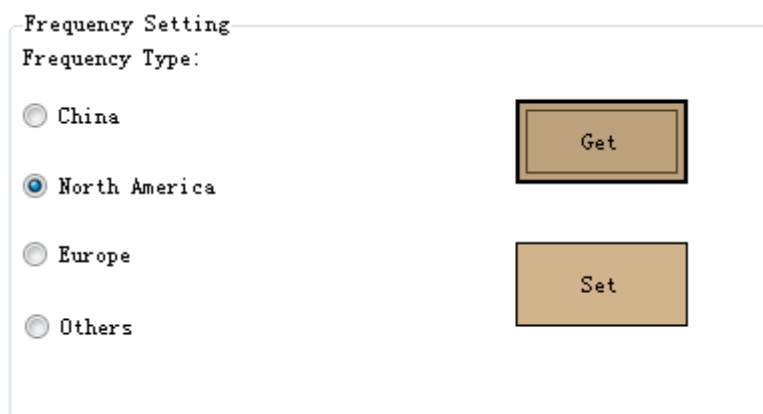 Frequency Setting
Frequency Type:
China
Get
North America
Europe
Set
Others